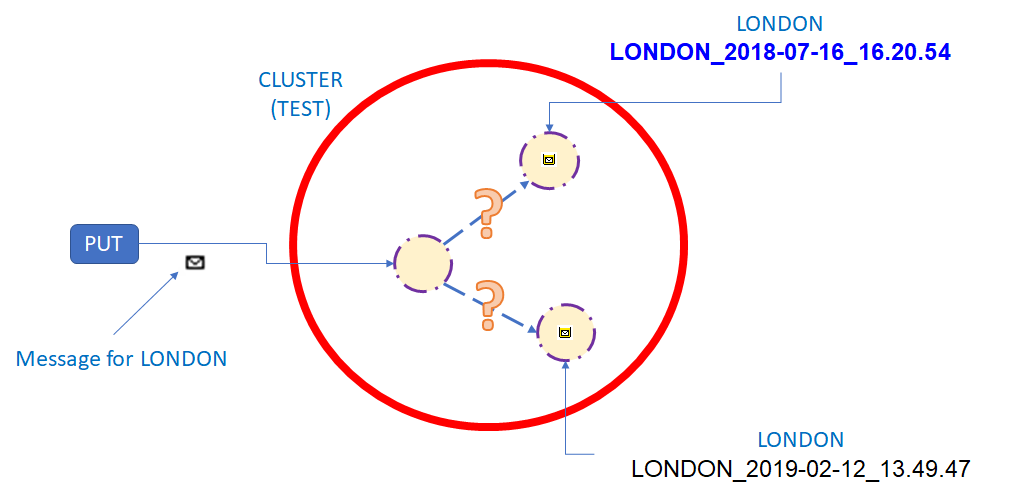 LONDON
LONDON_2018-07-16_16.20.54
CLUSTER
(TEST)
?
PUT
?
Message for LONDON
LONDON
LONDON_2019-02-12_13.49.47